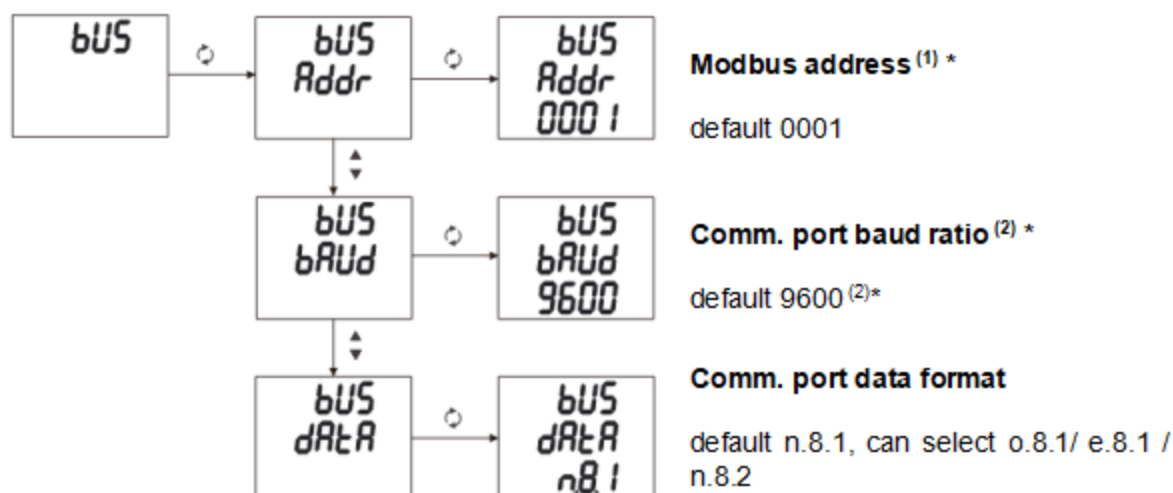 bUS
bUS
Addr
bUS
Addr
0001
Modbus address (1) *
default 0001
bUS
bAUd
bUS
bAUd
9600
Comm. port baud ratio (2) *
default 9600 (2)*
bUS
dAtA
bUS
dAtA
n.8.1
Comm. port data format
default n.8.1, can select o.8.1/ e.8.1 /
n.8.2